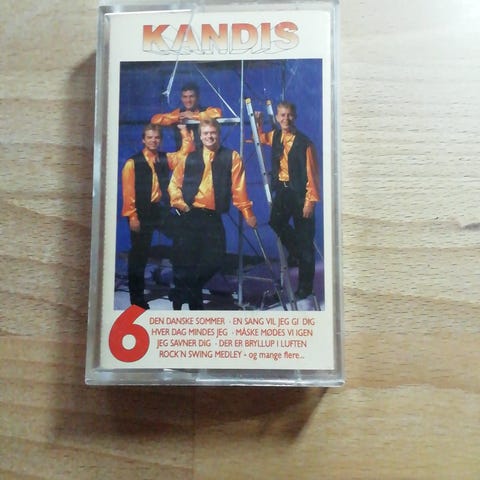 KANDIS
6
DEN DANSKE SOMMER · EN SANG VIL JEG GI DIG
HVER DAG MINDES JEG · MÅSKE MØDES VI IGEN
JEG SAVNER DIG · DER ER BRYLLUP I LUFTEN
ROCK'N SWING MEDLEY - og mange flere...